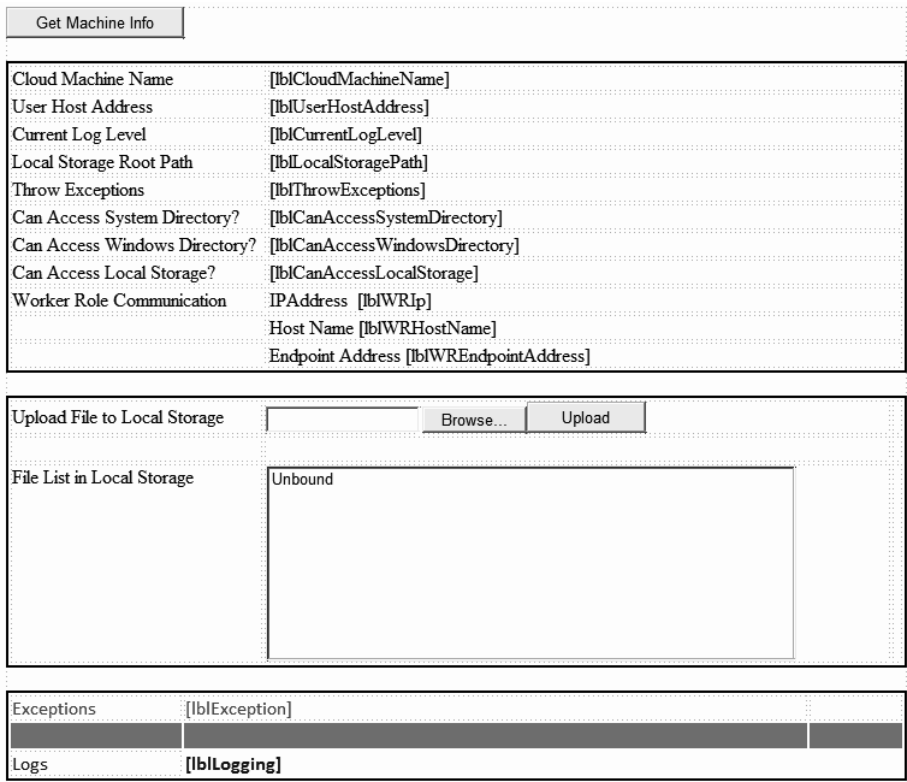 Get Machine Info
Cloud Machine Name [lblCloudMachineName]
User Host Address [lblUserHostAddress]
Current Log Level [lblCurrentLogLevel]
Local Storage Root Path [lblLocalStoragePath]
Throw Exceptions [lblThrowExceptions]
Can Access System Directory? [lblCanAccessSystemDirectory]
Can Access Windows Directory? [lblCanAccessWindowsDirectory]
Can Access Local Storage? [lblCanAccessLocalStorage]
Worker Role Communication IPAddress [lblWRIp]
Host Name [lblWRHostName]
Endpoint Address [lblWREndpointAddress]
Upload File to Local Storage Browse... Upload
File List in Local Storage Unbound
Exceptions [lblException]
Logs [lblLogging]